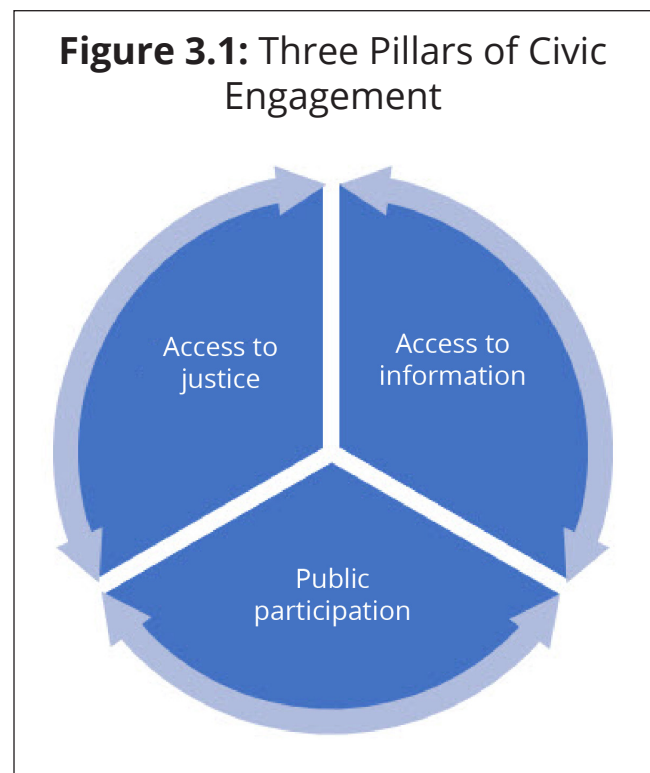 Figure 3.1: Three Pillars of Civic
Engagement
Access to
justice
Access to
information
Public
participation